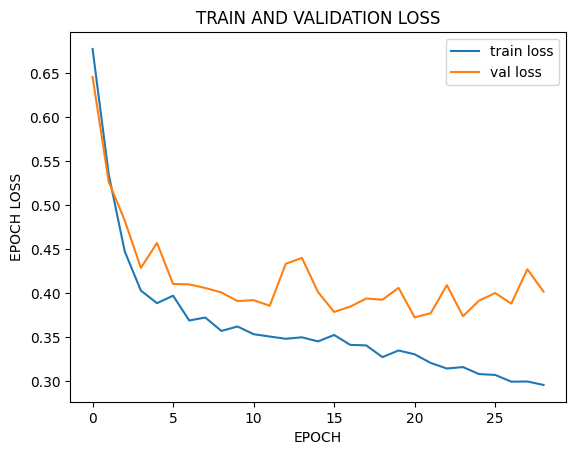 TRAIN AND VALIDATION LOSS
train loss
val loss
EPOCH LOSS
0.65
0.60
0.55
0.50
0.45
0.40
0.35
0.30
0 5 10 15 20 25
EPOCH